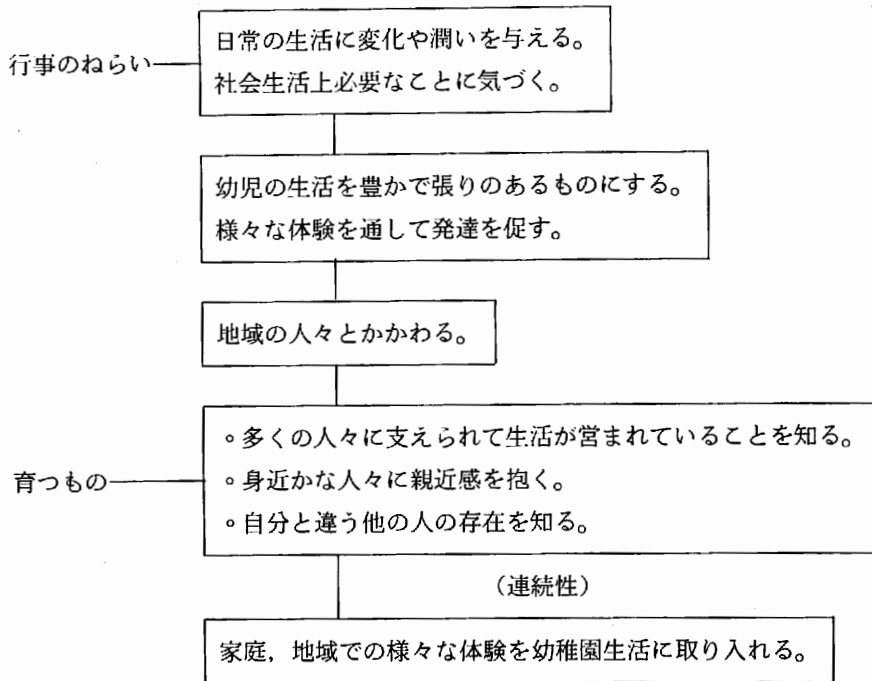 行事のねらい
日常の生活に変化や潤いを与える。
社会生活上必要なことに気づく。
幼児の生活を豊かで張りのあるものにする。
様々な体験を通して発達を促す。
地域の人々とかかわる。
育つもの
◦多くの人々に支えられて生活が営まれていることを知る。
◦身近かな人々に親近感を抱く。
◦自分と違う他の人の存在を知る。
（連続性）
家庭，地域での様々な体験を幼稚園生活に取り入れる。